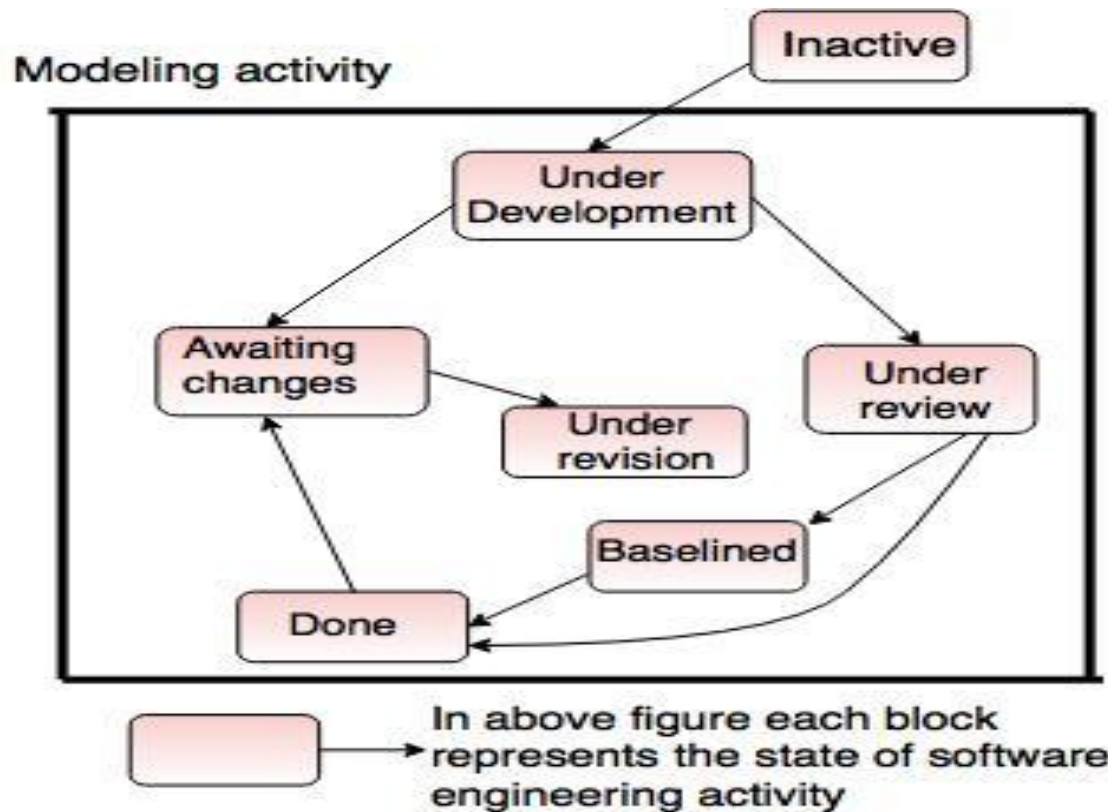 Inactive
Modeling activity
Under
Development
Awaiting
changes
Under
review
Under
revision
Baselined
Done
In above figure each block
represents the state of software
engineering activity